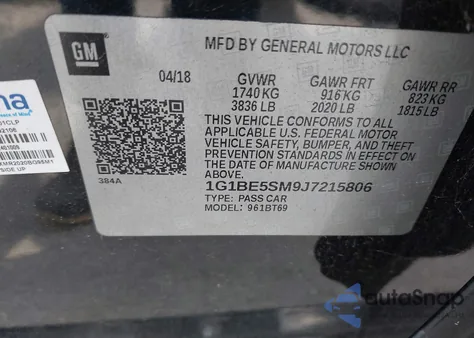 GM
MFD BY GENERAL MOTORS LLC
04/18 GVWR GAWR FRT GAWR RR
1740 KG 916 KG 823 KG
3836 LB 2020 LB 1815 LB
THIS VEHICLE CONFORMS TO ALL
APPLICABLE U.S. FEDERAL MOTOR
VEHICLE SAFETY, BUMPER, AND THEFT
PREVENTION STANDARDS IN EFFECT ON
THE DATE OF MANUFACTURE SHOWN
ABOVE.
384A
1G1BE5SM9J7215806
TYPE: PASS CAR
MODEL: 961BT69
SIDE UP
autoSnap